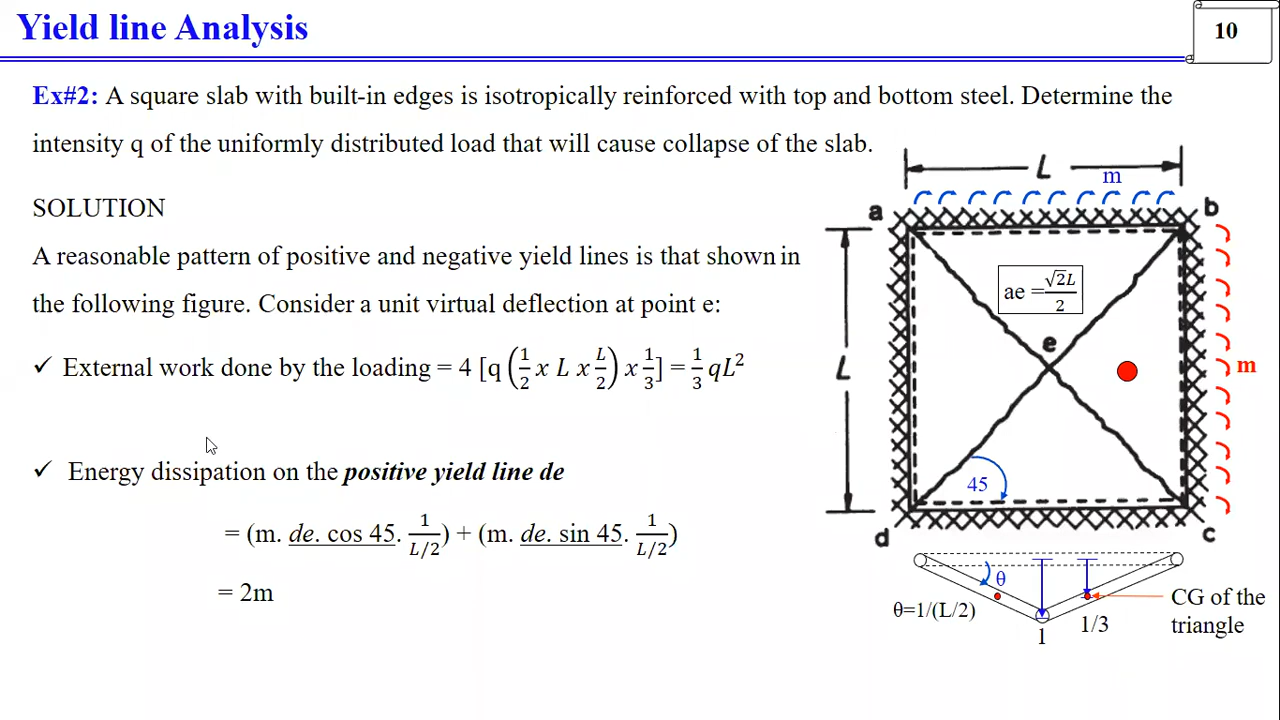 Yield line Analysis
10
Ex#2: A square slab with built-in edges is isotropically reinforced with top and bottom steel. Determine the
intensity q of the uniformly distributed load that will cause collapse of the slab.
SOLUTION
A reasonable pattern of positive and negative yield lines is that shown in
the following figure. Consider a unit virtual deflection at point e:
✓ External work done by the loading = 4 [q (1/2 x L x L/2) x 1/3] = 1/3 qL²
✓ Energy dissipation on the positive yield line de
= (m. de. cos 45. 1/L/2) + (m. de. sin 45. 1/L/2)
= 2m
L
m
a
b
ae = √2L/2
e
L
m
45
d
c
θ
θ=1/(L/2)
1
1/3
CG of the
triangle